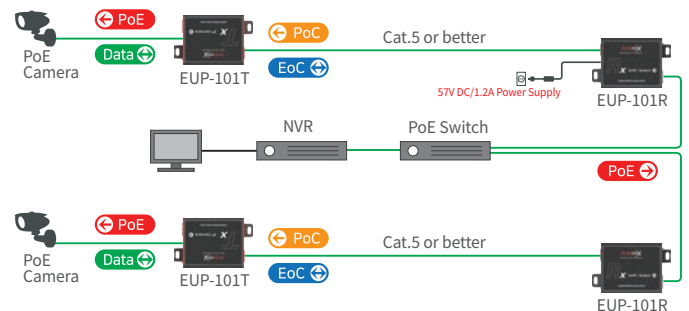 PoE
Data
PoE
Camera
EUP-101T
PoC
EoC
Cat.5 or better
57V DC/1.2A Power Supply
EUP-101R
NVR
PoE Switch
PoE
PoE
Data
PoE
Camera
EUP-101T
PoC
EoC
Cat.5 or better
EUP-101R